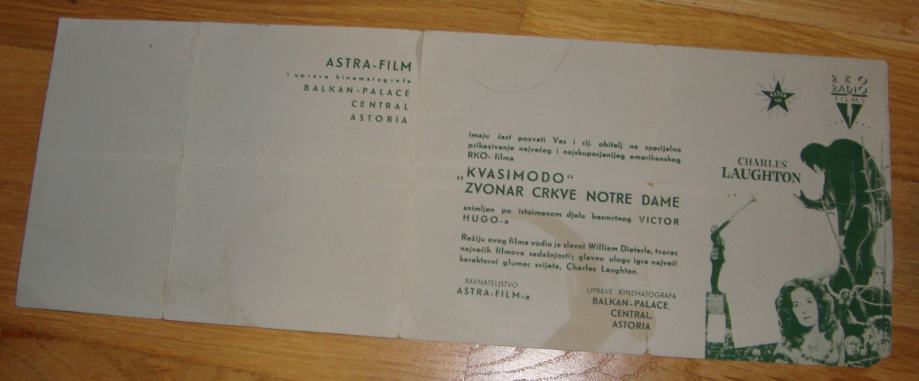 ASTRA-FILM
i uprave kinematografa
BALKAN-PALACE
CENTRAL
ASTORIA
imaju čast pozvati Vas i cij. obitelj na specijalno
prikazivanje najvećeg i najskupocjenijeg amerikanskog
RKO- filma
„KVASIMODO“
ZVONAR CRKVE NOTRE DAME
snimljen po istoimenom djelu besmrtnog VICTOR
HUGO-a
Režiju ovog filma vodio je slavni William Dieterle, tvorac
najvećih filmova sadašnjosti; glavnu ulogu igra najveći
karakterni glumac svijeta, Charles Laughton.
RAVNATELJSTVO
ASTRA-FILM-a
UPRAVE KINEMATOGRAFA
BALKAN-PALACE,
CENTRAL,
ASTORIA
ASTRA
RKO
RADIO
FILMS
CHARLES
LAUGHTON